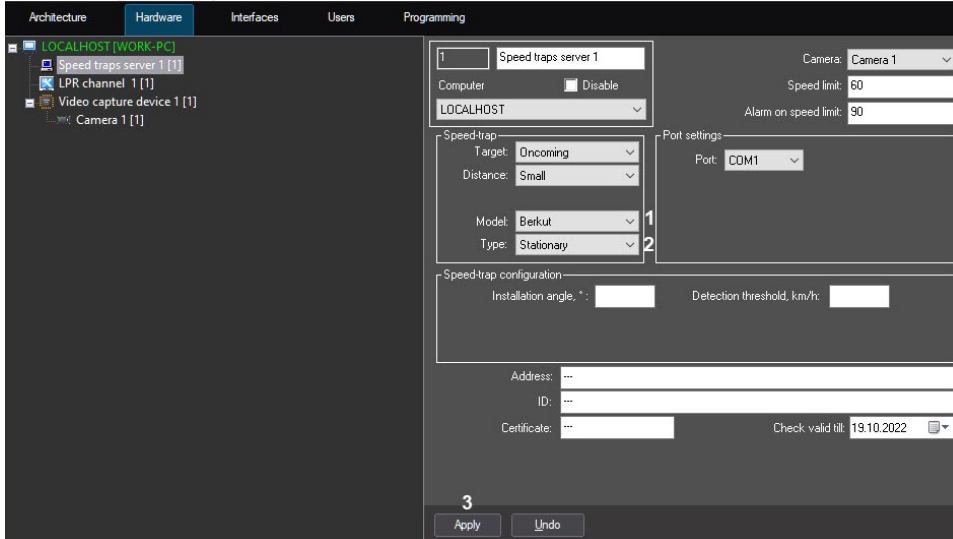 Architecture Hardware Interfaces Users Programming
LOCALHOST [WORK-PC]
Speed traps server 1 [1]
LPR channel 1 [1]
Video capture device 1 [1]
Camera 1 [1]
1 Speed traps server 1
Computer Disable
LOCALHOST
Camera: Camera 1
Speed limit: 60
Alarm on speed limit: 90
Speed-trap
Target: Oncoming
Distance: Small
Model: Berkut 1
Type: Stationary 2
Port settings
Port: COM1
Speed-trap configuration
Installation angle, ° : Detection threshold, km/h:
Address: ---
ID: ---
Certificate: --- Check valid till: 19.10.2022
3
Apply Undo